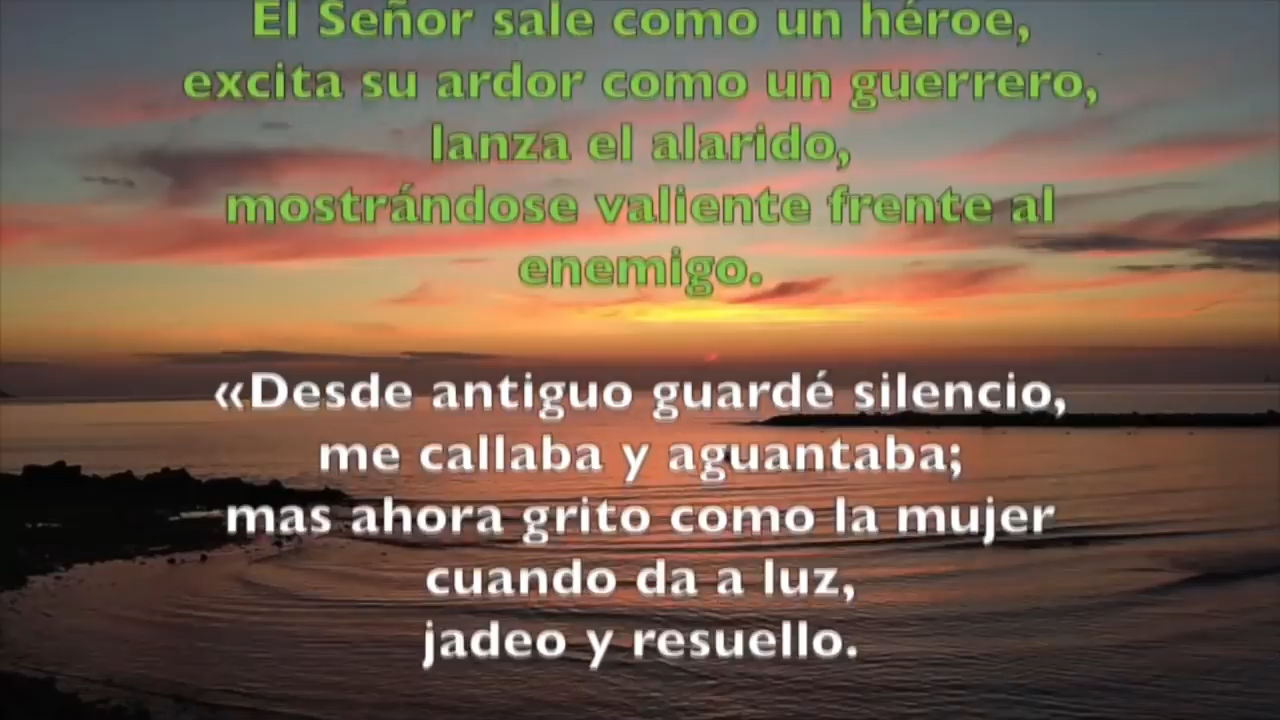 El Señor sale como un héroe,
excita su ardor como un guerrero,
lanza el alarido,
mostrándose valiente frente al
enemigo.
«Desde antiguo guardé silencio,
me callaba y aguantaba;
mas ahora grito como la mujer
cuando da a luz,
jadeo y resuello.